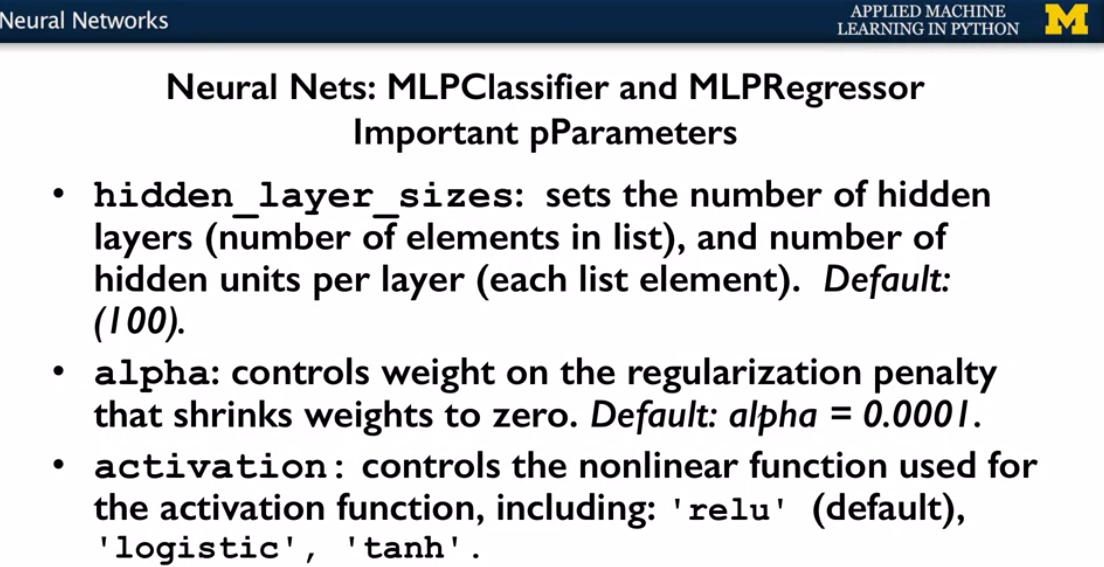 Neural Networks
APPLIED MACHINE
LEARNING IN PYTHON
M
Neural Nets: MLPClassifier and MLPRegressor
Important pParameters
• hidden_layer_sizes: sets the number of hidden
layers (number of elements in list), and number of
hidden units per layer (each list element). Default:
(100).
• alpha: controls weight on the regularization penalty
that shrinks weights to zero. Default: alpha = 0.0001.
• activation: controls the nonlinear function used for
the activation function, including: 'relu' (default),
'logistic', 'tanh'.